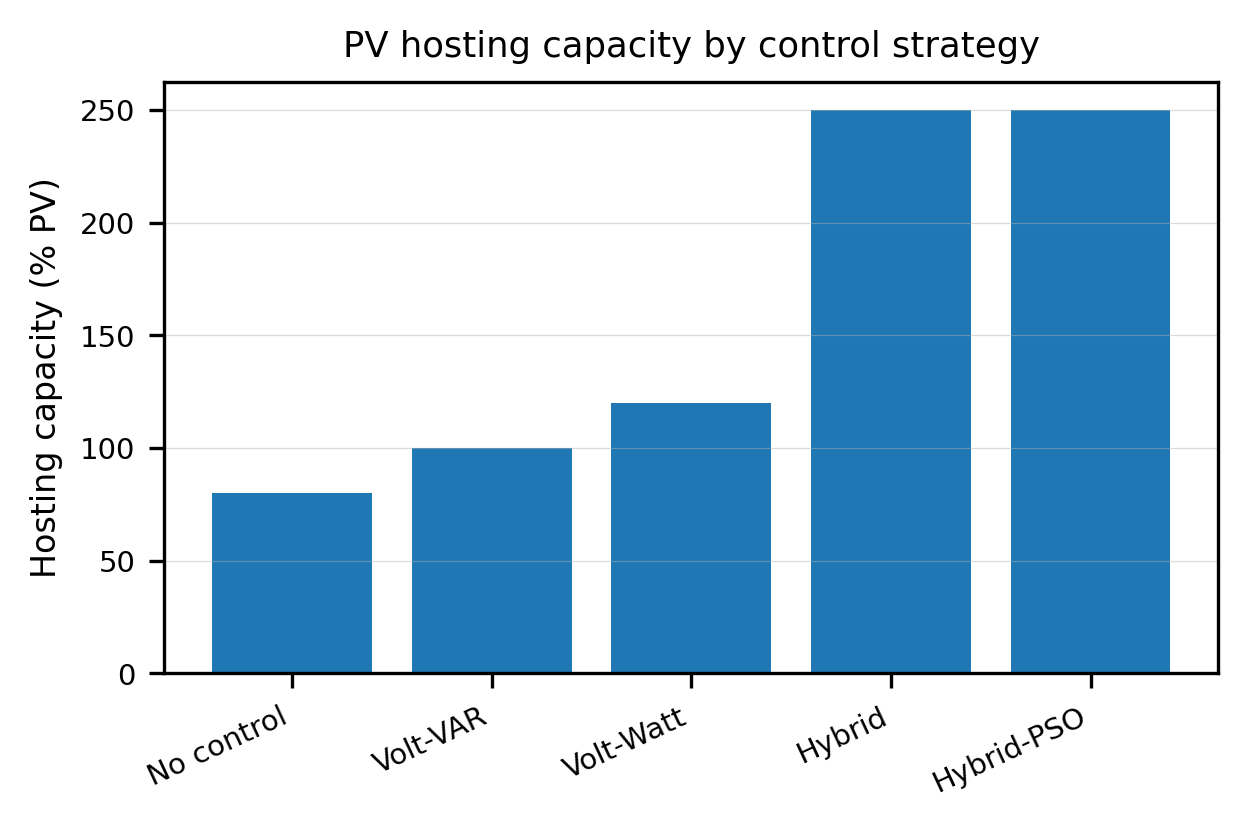 PV hosting capacity by control strategy
Hosting capacity (% PV)
250
200
150
100
50
0
No control
Volt-VAR
Volt-Watt
Hybrid
Hybrid-PSO